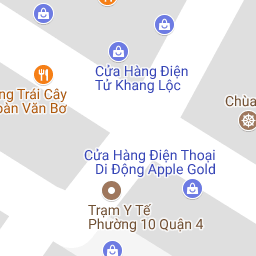 Cửa Hàng Điện
Tử Khang Lộc
ng Trái Cây
oàn Văn Bơ
Chùa
Cửa Hàng Điện Thoại
Di Động Apple Gold
Trạm Y Tế
Phường 10 Quận 4